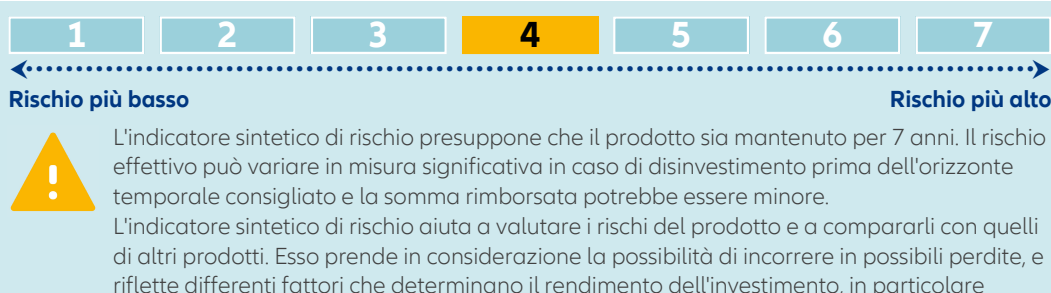 1 2 3 4 5 6 7
Rischio più basso Rischio più alto
L'indicatore sintetico di rischio presuppone che il prodotto sia mantenuto per 7 anni. Il rischio
effettivo può variare in misura significativa in caso di disinvestimento prima dell'orizzonte
temporale consigliato e la somma rimborsata potrebbe essere minore.
L'indicatore sintetico di rischio aiuta a valutare i rischi del prodotto e a compararli con quelli
di altri prodotti. Esso prende in considerazione la possibilità di incorrere in possibili perdite, e
riflette differenti fattori che determinano il rendimento dell'investimento, in particolare